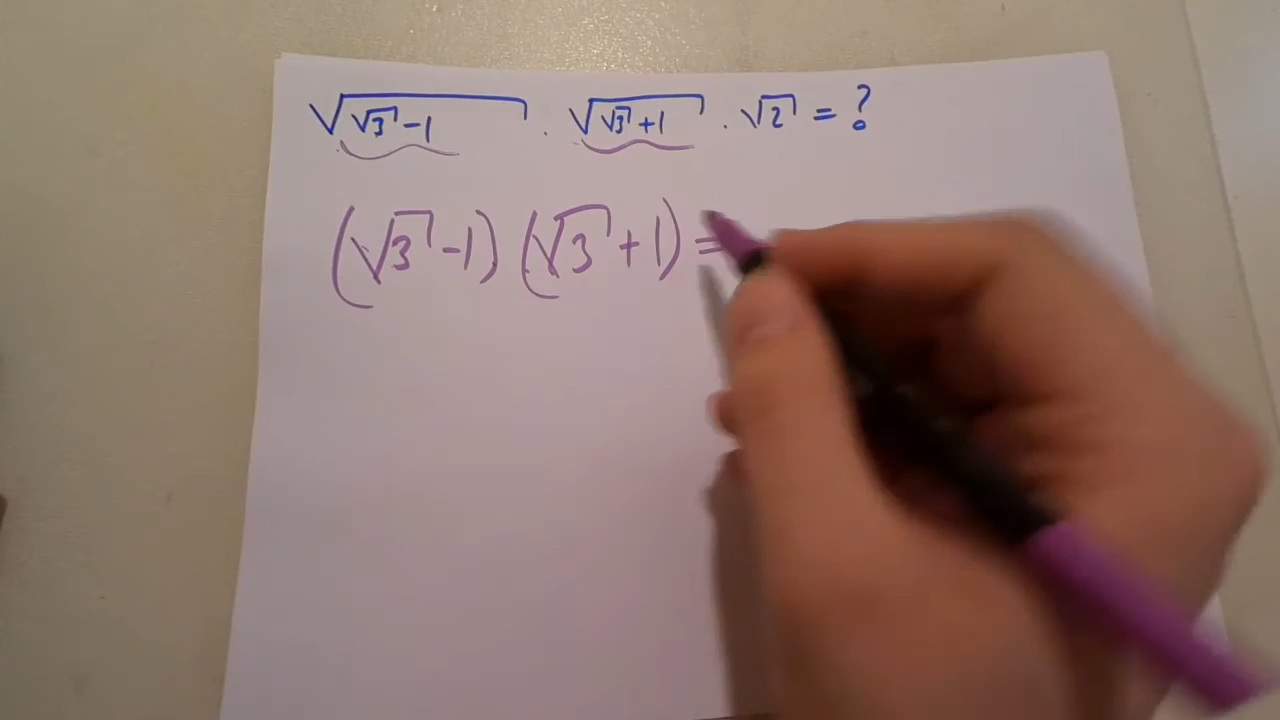 √(√3 - 1) . √(√3 + 1) . √2 = ?
(√3 - 1) (√3 + 1) =